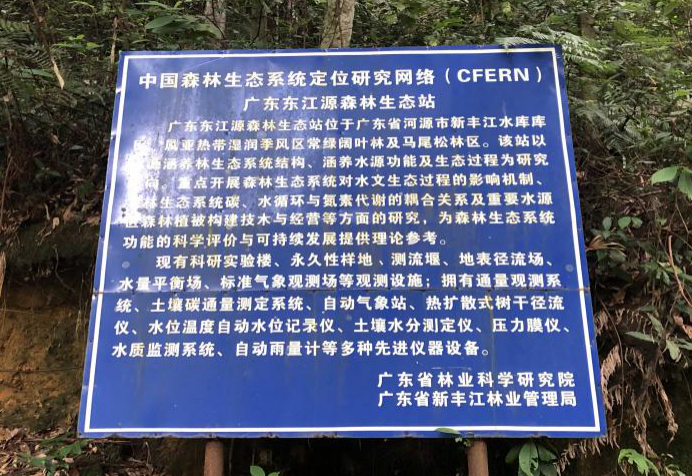 中国森林生态系统定位研究网络（CFERN）
广东东江源森林生态站
广东东江源森林生态站位于广东省河源市新丰江水库库
属亚热带湿润季风区常绿阔叶林及马尾松林区。该站以
源涵养林生态系统结构、涵养水源功能及生态过程为研究
向。重点开展森林生态系统对水文生态过程的影响机制、
林生态系统碳、水循环与氮素代谢的耦合关系及重要水源
区森林植被构建技术与经营等方面的研究，为森林生态系统
功能的科学评价与可持续发展提供理论参考。
现有科研实验楼、永久性样地、测流堰、地表径流场、
水量平衡场、标准气象观测场等观测设施，拥有通量观测系
统、土壤碳通量测定系统、自动气象站、热扩散式树干径流
仪、水位温度自动水位记录仪、土壤水分测定仪、压力膜仪、
水质监测系统、自动雨量计等多种先进仪器设备。
广东省林业科学研究院
广东省新丰江林业管理局